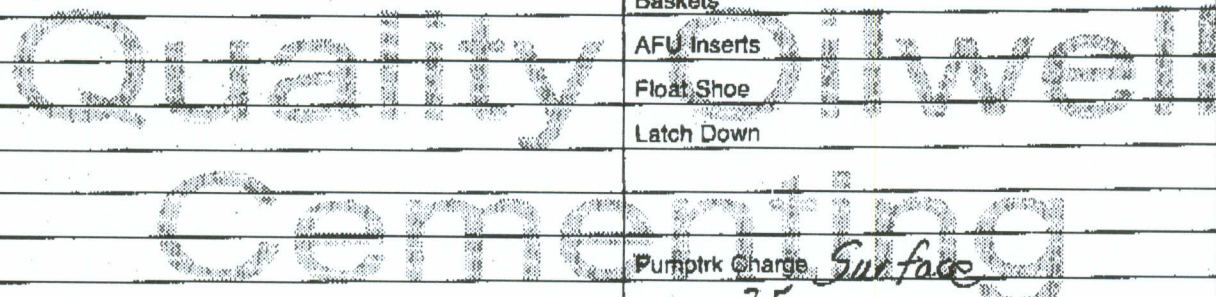 Baskets
Quality Oilwell
AFU Inserts
Float Shoe
Latch Down
Cementing
Pumptrk Charge Surface